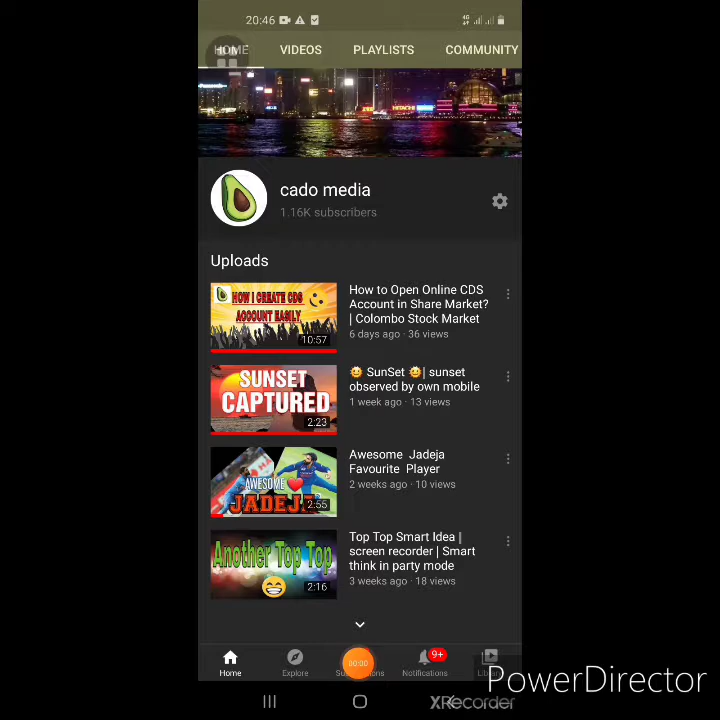 20:46
HOME VIDEOS PLAYLISTS COMMUNITY
HITACHI
cado media
1.16K subscribers
Uploads
HOW I CREATE CDS
ACCOUNT EASILY
10:57
How to Open Online CDS
Account in Share Market?
| Colombo Stock Market
6 days ago · 36 views
SUNSET
CAPTURED
2:23
🌞 SunSet 🌞| sunset
observed by own mobile
1 week ago · 13 views
AWESOME
JADEJA
2:55
Awesome Jadeja
Favourite Player
2 weeks ago · 10 views
Another Top Top
2:16
Top Top Smart Idea |
screen recorder | Smart
think in party mode
3 weeks ago · 18 views
9+
00:00
Home Explore Notifications
PowerDirector
XRecorder